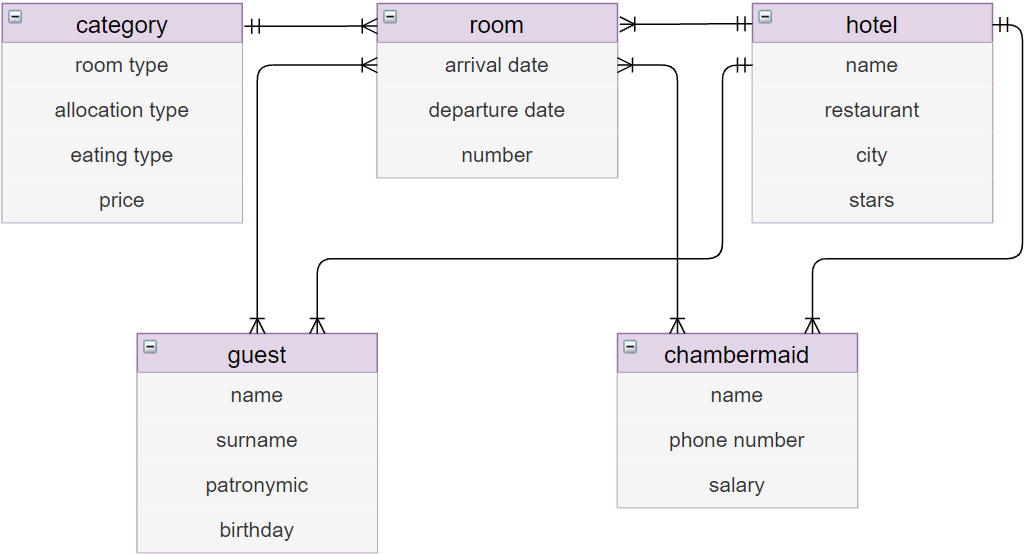 category
room type
allocation type
eating type
price
room
arrival date
departure date
number
hotel
name
restaurant
city
stars
guest
name
surname
patronymic
birthday
chambermaid
name
phone number
salary